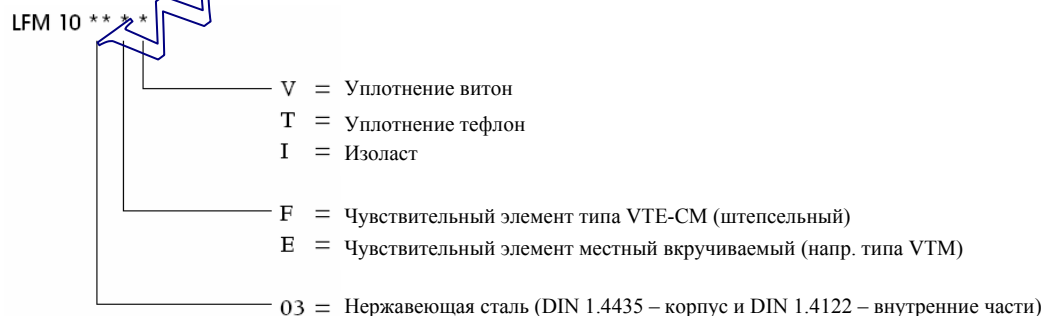 LFM 10 ** * *
V = Уплотнение витон
T = Уплотнение тефлон
I = Изоласт
F = Чувствительный элемент типа VTE-CM (штепсельный)
E = Чувствительный элемент местный вкручиваемый (напр. типа VTM)
03 = Нержавеющая сталь (DIN 1.4435 – корпус и DIN 1.4122 – внутренние части)